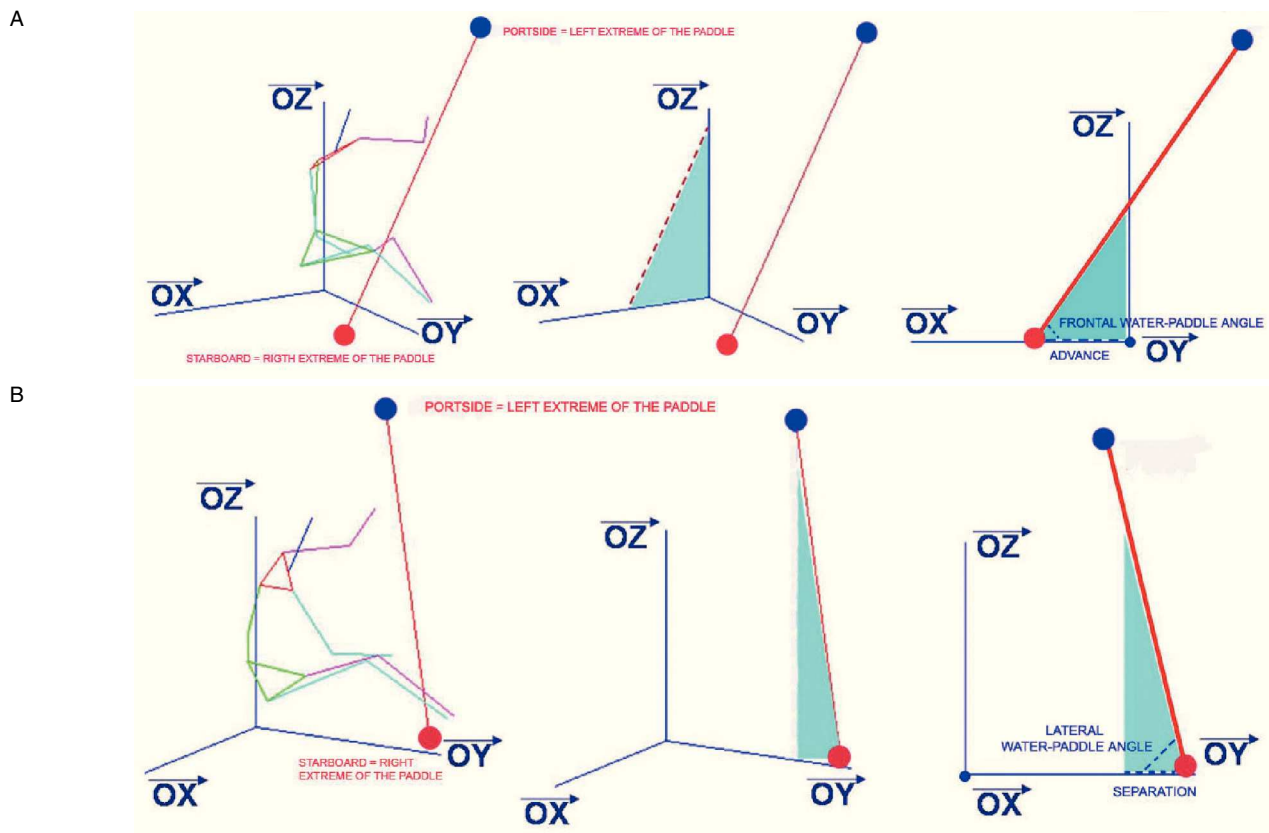 A
PORTSIDE = LEFT EXTREME OF THE PADDLE
OZ
OX
OY
STARBOARD = RIGTH EXTREME OF THE PADDLE
OZ
OX
OY
OZ
OX
FRONTAL WATER-PADDLE ANGLE
OY
ADVANCE
B
PORTSIDE = LEFT EXTREME OF THE PADDLE
OZ
OY
STARBOARD = RIGHT
EXTREME OF THE PADDLE
OX
OZ
OY
OX
OZ
LATERAL
WATER-PADDLE ANGLE
OY
SEPARATION
OX